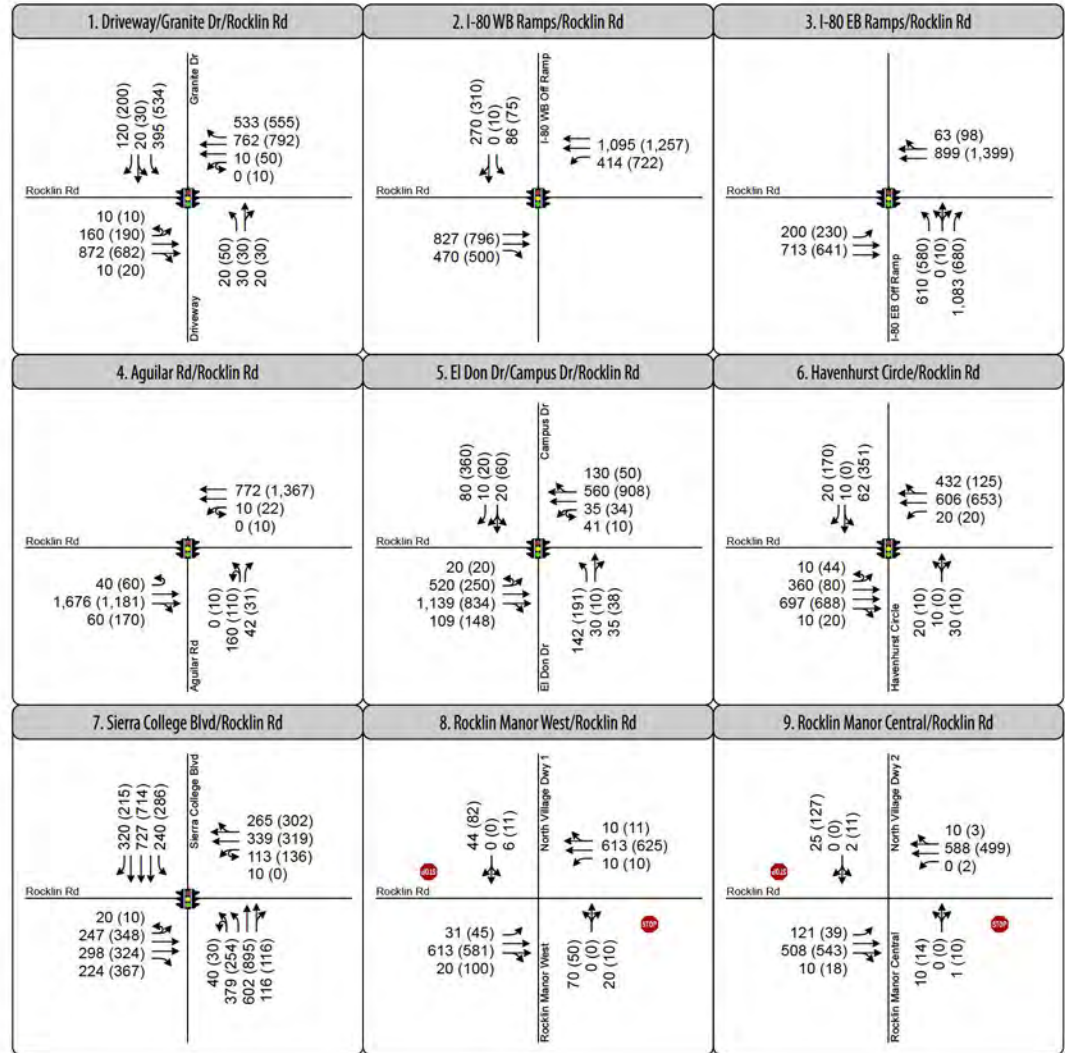 1. Driveway/Granite Dr/Rocklin Rd
Granite Dr
120 (200)
20 (30)
395 (534)
533 (555)
762 (792)
10 (50)
0 (10)
Rocklin Rd
10 (10)
160 (190)
872 (682)
10 (20)
20 (50)
30 (30)
20 (30)
Driveway
2. I-80 WB Ramps/Rocklin Rd
I-80 WB Off Ramp
270 (310)
0 (10)
86 (75)
1,095 (1,257)
414 (722)
Rocklin Rd
827 (796)
470 (500)
3. I-80 EB Ramps/Rocklin Rd
63 (98)
899 (1,399)
Rocklin Rd
200 (230)
713 (641)
610 (580)
0 (10)
1,083 (680)
I-80 EB Off Ramp
4. Aguilar Rd/Rocklin Rd
772 (1,367)
10 (22)
0 (10)
Rocklin Rd
40 (60)
1,676 (1,181)
60 (170)
0 (10)
160 (110)
42 (31)
Aguilar Rd
5. El Don Dr/Campus Dr/Rocklin Rd
Campus Dr
80 (360)
10 (20)
20 (60)
130 (50)
560 (908)
35 (34)
41 (10)
Rocklin Rd
20 (20)
520 (250)
1,139 (834)
109 (148)
142 (191)
30 (10)
35 (38)
El Don Dr
6. Havenhurst Circle/Rocklin Rd
20 (170)
10 (0)
62 (351)
432 (125)
606 (653)
20 (20)
Rocklin Rd
10 (44)
360 (80)
697 (688)
10 (20)
20 (10)
10 (0)
30 (10)
Havenhurst Circle
7. Sierra College Blvd/Rocklin Rd
Sierra College Blvd
320 (215)
727 (714)
240 (286)
265 (302)
339 (319)
113 (136)
10 (0)
Rocklin Rd
20 (10)
247 (348)
298 (324)
224 (367)
40 (30)
379 (254)
602 (895)
116 (116)
8. Rocklin Manor West/Rocklin Rd
North Village Dwy 1
44 (82)
0 (0)
6 (11)
10 (11)
613 (625)
10 (10)
STOP
Rocklin Rd
31 (45)
613 (581)
20 (100)
70 (50)
0 (0)
20 (10)
STOP
Rocklin Manor West
9. Rocklin Manor Central/Rocklin Rd
North Village Dwy 2
25 (127)
0 (0)
2 (11)
10 (3)
588 (499)
0 (2)
STOP
Rocklin Rd
121 (39)
508 (543)
10 (18)
10 (14)
0 (0)
1 (10)
STOP
Rocklin Manor Central